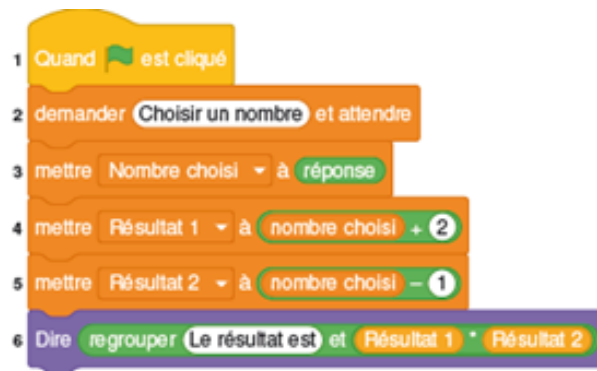 1 Quand est cliqué
2 demander Choisir un nombre et attendre
3 mettre Nombre choisi à réponse
4 mettre Résultat 1 à nombre choisi + 2
5 mettre Résultat 2 à nombre choisi - 1
6 Dire regrouper Le résultat est et Résultat 1 * Résultat 2